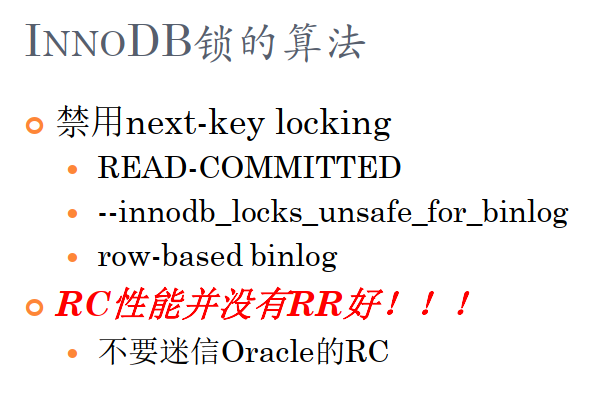 INNODB锁的算法
禁用next-key locking
READ-COMMITTED
--innodb_locks_unsafe_for_binlog
row-based binlog
RC性能并没有RR好！！！
不要迷信Oracle的RC